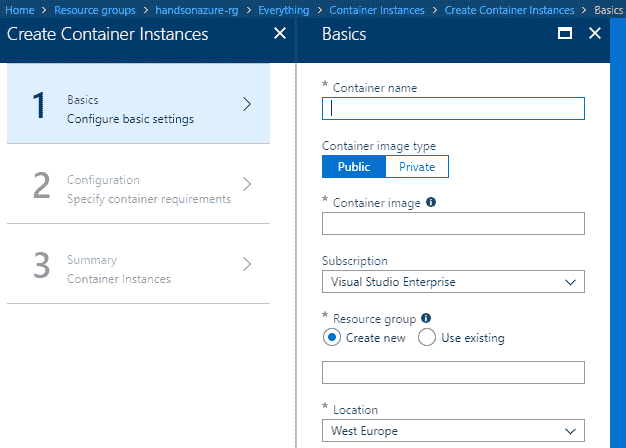 Home > Resource groups > handsonazure-rg > Everything > Container Instances > Create Container Instances > Basics
Create Container Instances
1
Basics
Configure basic settings
2
Configuration
Specify container requirements
3
Summary
Container Instances
Basics
* Container name
Container image type
Public Private
* Container image
Subscription
Visual Studio Enterprise
* Resource group
Create new Use existing
* Location
West Europe